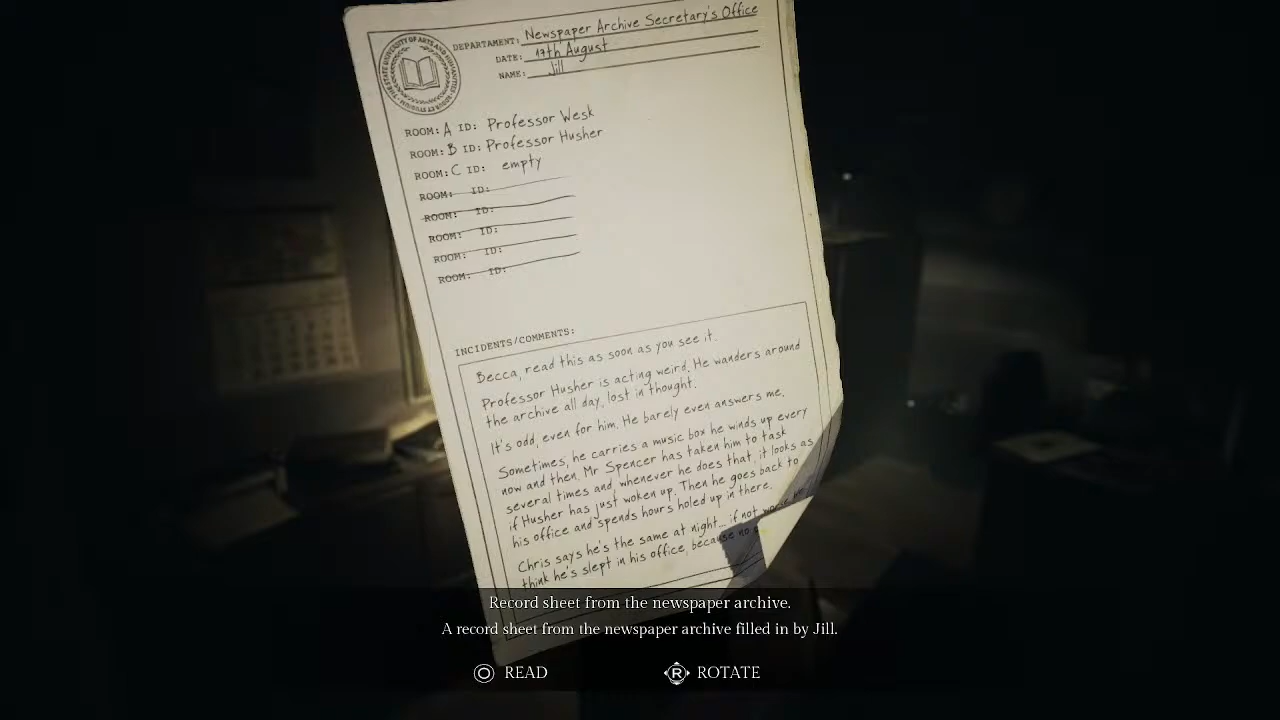 DEPARTAMENT: Newspaper Archive Secretary's Office
DATE: 17th August
NAME: Jill
ROOM: A ID: Professor Wesk
ROOM: B ID: Professor Husher
ROOM: C ID: empty
ROOM: ID:
ROOM: ID:
ROOM: ID:
ROOM: ID:
ROOM: ID:
INCIDENTS/COMMENTS:
Becca, read this as soon as you see it.
Professor Husher is acting weird. He wanders around
the archive all day, lost in thought.
It's odd, even for him. He barely even answers me.
Sometimes, he carries a music box he winds up every
now and then. Mr Spencer has taken him to task
several times and whenever he does that, it looks as
if Husher has just woken up. Then he goes back to
his office and spends hours holed up in there.
Chris says he's the same at night... if not
think he's slept in his office, because no
Record sheet from the newspaper archive.
A record sheet from the newspaper archive filled in by Jill.
READ
R ROTATE